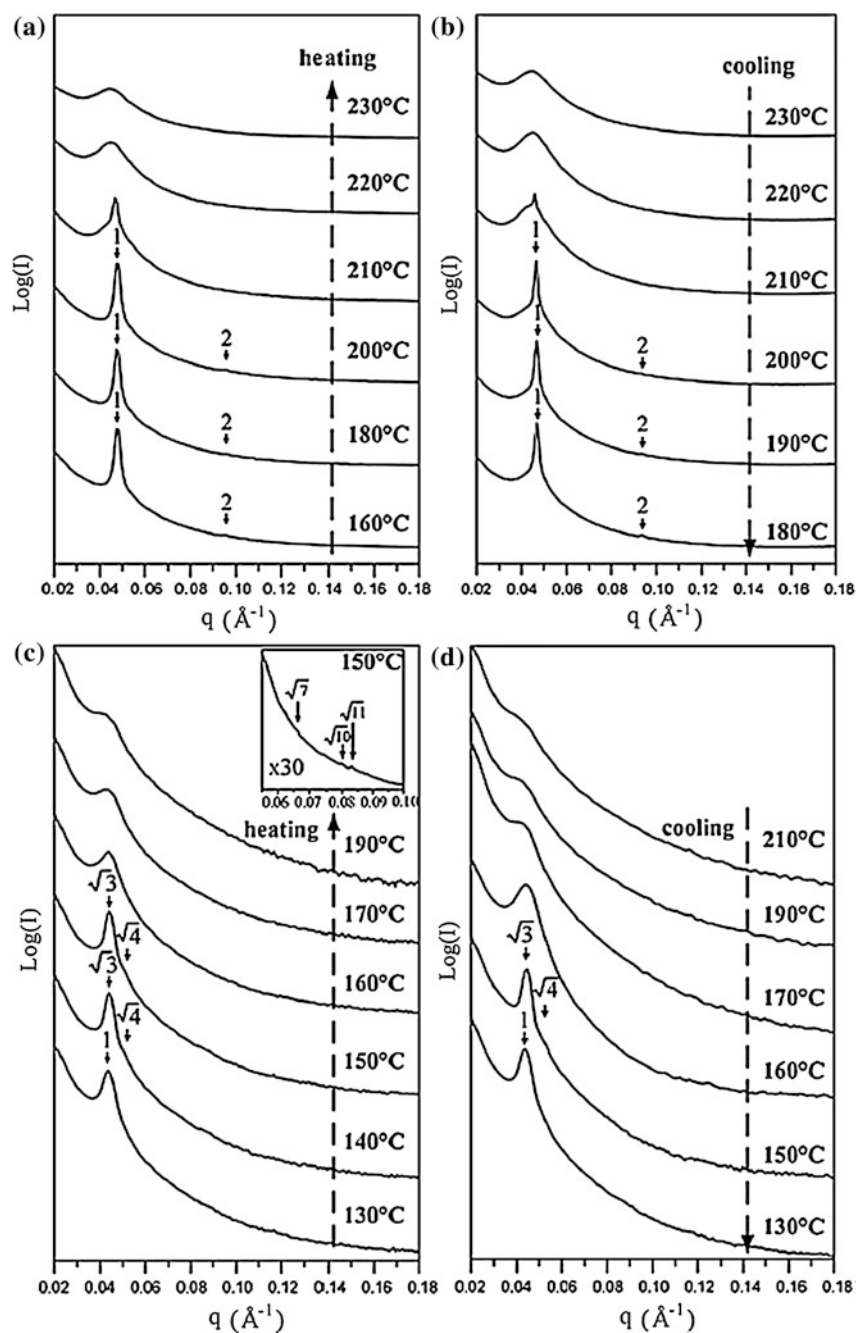 (a)
heating
230°C
220°C
210°C
1
200°C
1
2
180°C
1
2
160°C
2
Log(I)
0.02 0.04 0.06 0.08 0.10 0.12 0.14 0.16 0.18
q (Å⁻¹)
(b)
cooling
230°C
220°C
210°C
1
200°C
1
2
190°C
1
2
180°C
2
Log(I)
0.02 0.04 0.06 0.08 0.10 0.12 0.14 0.16 0.18
q (Å⁻¹)
(c)
150°C
√7
√11
√10
x30
0.06 0.07 0.08 0.09 0.10
heating
190°C
170°C
√3
160°C
√4
√3
150°C
√4
1
140°C
130°C
Log(I)
0.02 0.04 0.06 0.08 0.10 0.12 0.14 0.16 0.18
q (Å⁻¹)
(d)
cooling
210°C
190°C
170°C
√3
160°C
√4
1
150°C
130°C
Log(I)
0.02 0.04 0.06 0.08 0.10 0.12 0.14 0.16 0.18
q (Å⁻¹)